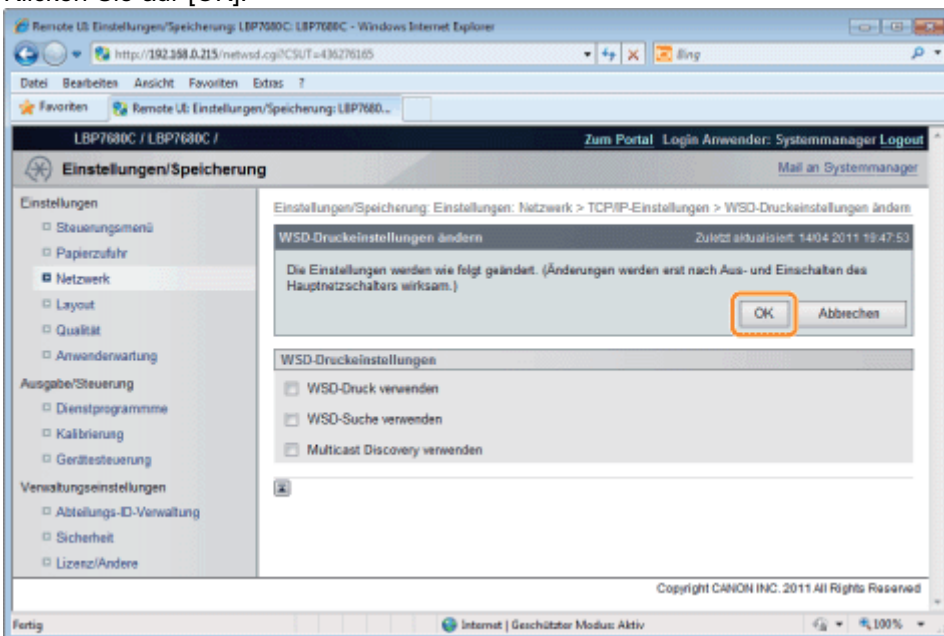 Klicken Sie auf [OK].
Remote UI: Einstellungen/Speicherung: LBP7680C: LBP7680C - Windows Internet Explorer
http://192.168.0.215/netwsd.cgi?CSUT=436276165
Bing
Datei Bearbeiten Ansicht Favoriten Extras ?
Favoriten Remote UI: Einstellungen/Speicherung: LBP7680...
LBP7680C / LBP7680C / Zum Portal Login Anwender: Systemmanager Logout
Einstellungen/Speicherung Mail an Systemmanager
Einstellungen
Steuerungsmenü
Papierzufuhr
Netzwerk
Layout
Qualität
Anwenderwartung
Ausgabe/Steuerung
Dienstprogrammme
Kalibrierung
Gerätesteuerung
Verwaltungseinstellungen
Abteilungs-ID-Verwaltung
Sicherheit
Lizenz/Andere
Einstellungen/Speicherung: Einstellungen: Netzwerk > TCP/IP-Einstellungen > WSD-Druckeinstellungen ändern
WSD-Druckeinstellungen ändern Zuletzt aktualisiert: 14/04 2011 19:47:53
Die Einstellungen werden wie folgt geändert. (Änderungen werden erst nach Aus- und Einschalten des
Hauptnetzschalters wirksam.)
OK Abbrechen
WSD-Druckeinstellungen
WSD-Druck verwenden
WSD-Suche verwenden
Multicast Discovery verwenden
Copyright CANON INC. 2011 All Rights Reserved
Fertig Internet | Geschützter Modus: Aktiv 100%